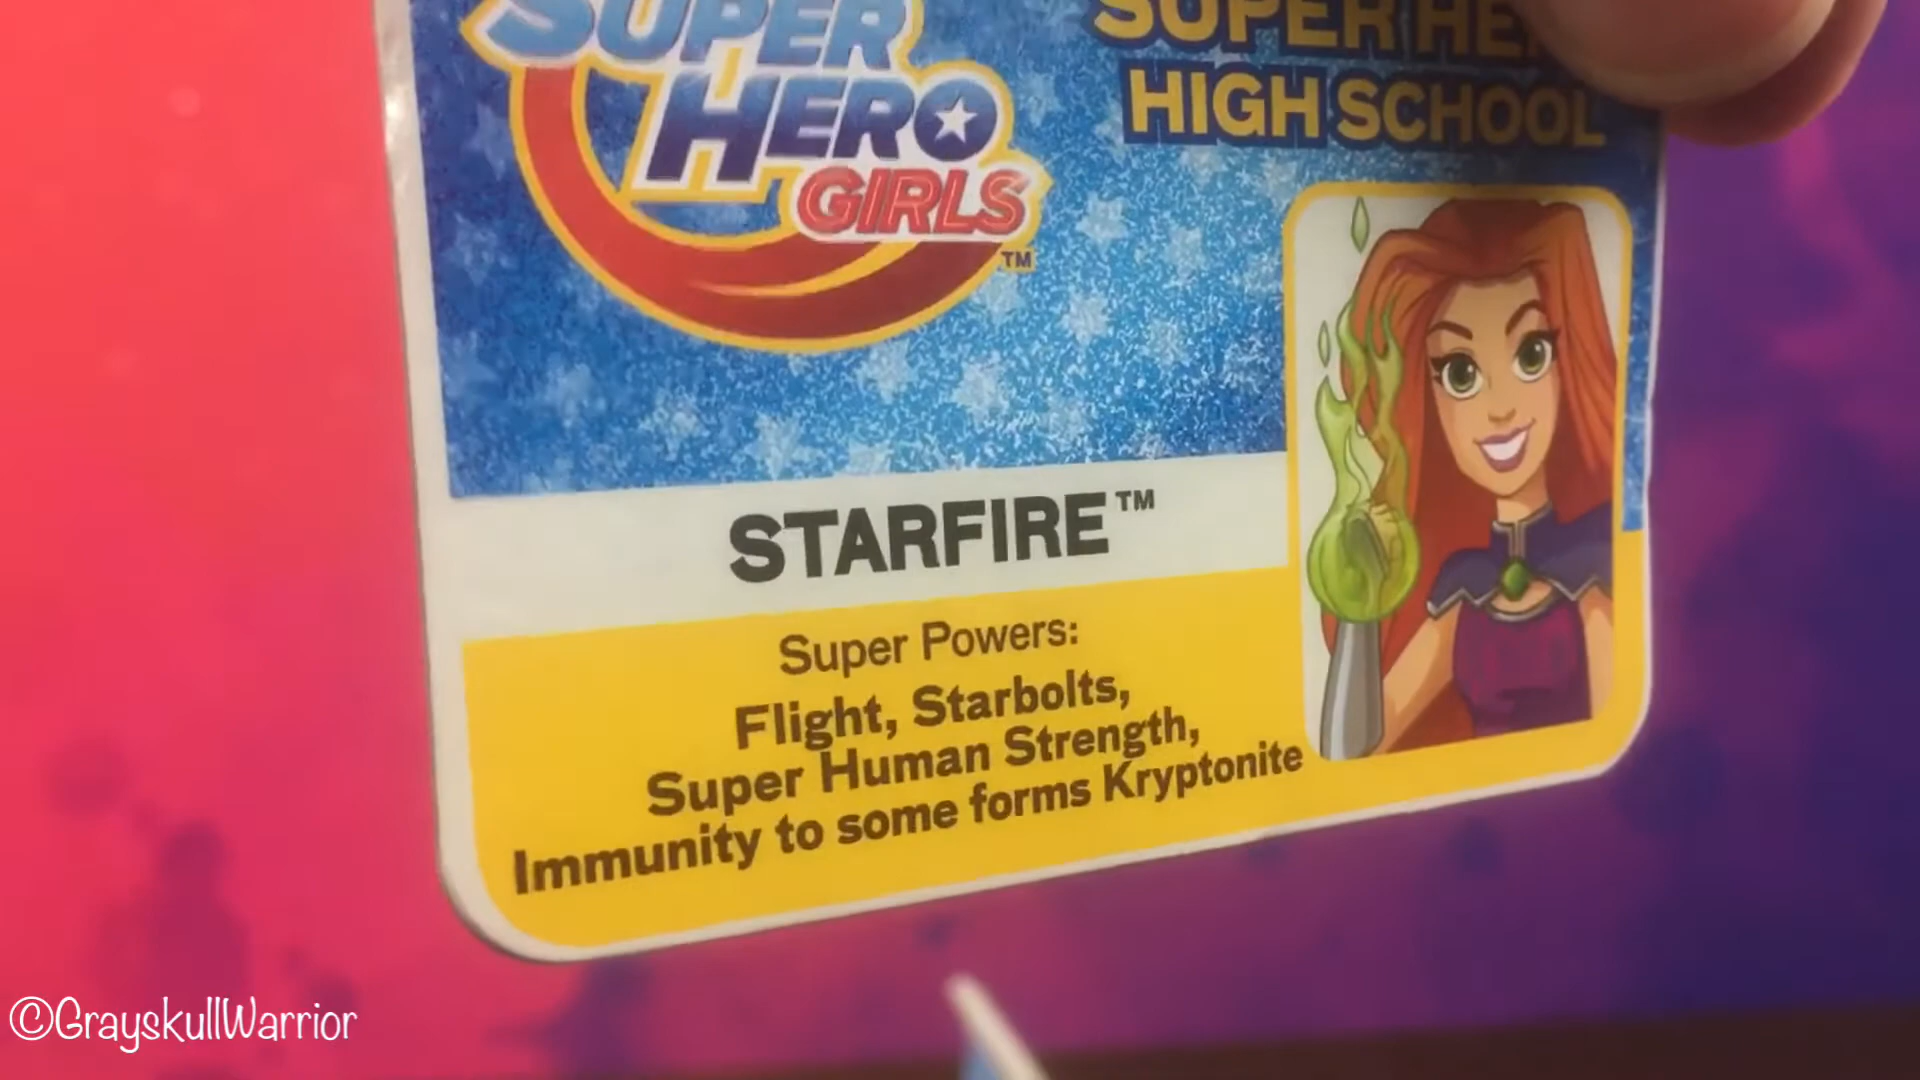 SUPER
HERO
GIRLS
TM
SUPER
HIGH SCHOOL
STARFIRE™
Super Powers:
Flight, Starbolts,
Super Human Strength,
Immunity to some forms Kryptonite
©GrayskullWarrior